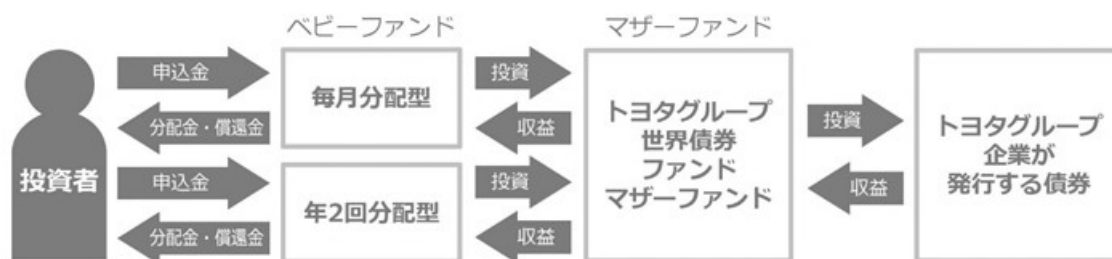 ベビーファンド
マザーファンド
投資者
申込金
分配金・償還金
申込金
分配金・償還金
毎月分配型
年2回分配型
投資
収益
投資
収益
トヨタグループ
世界債券
ファンド
マザーファンド
投資
収益
トヨタグループ
企業が
発行する債券